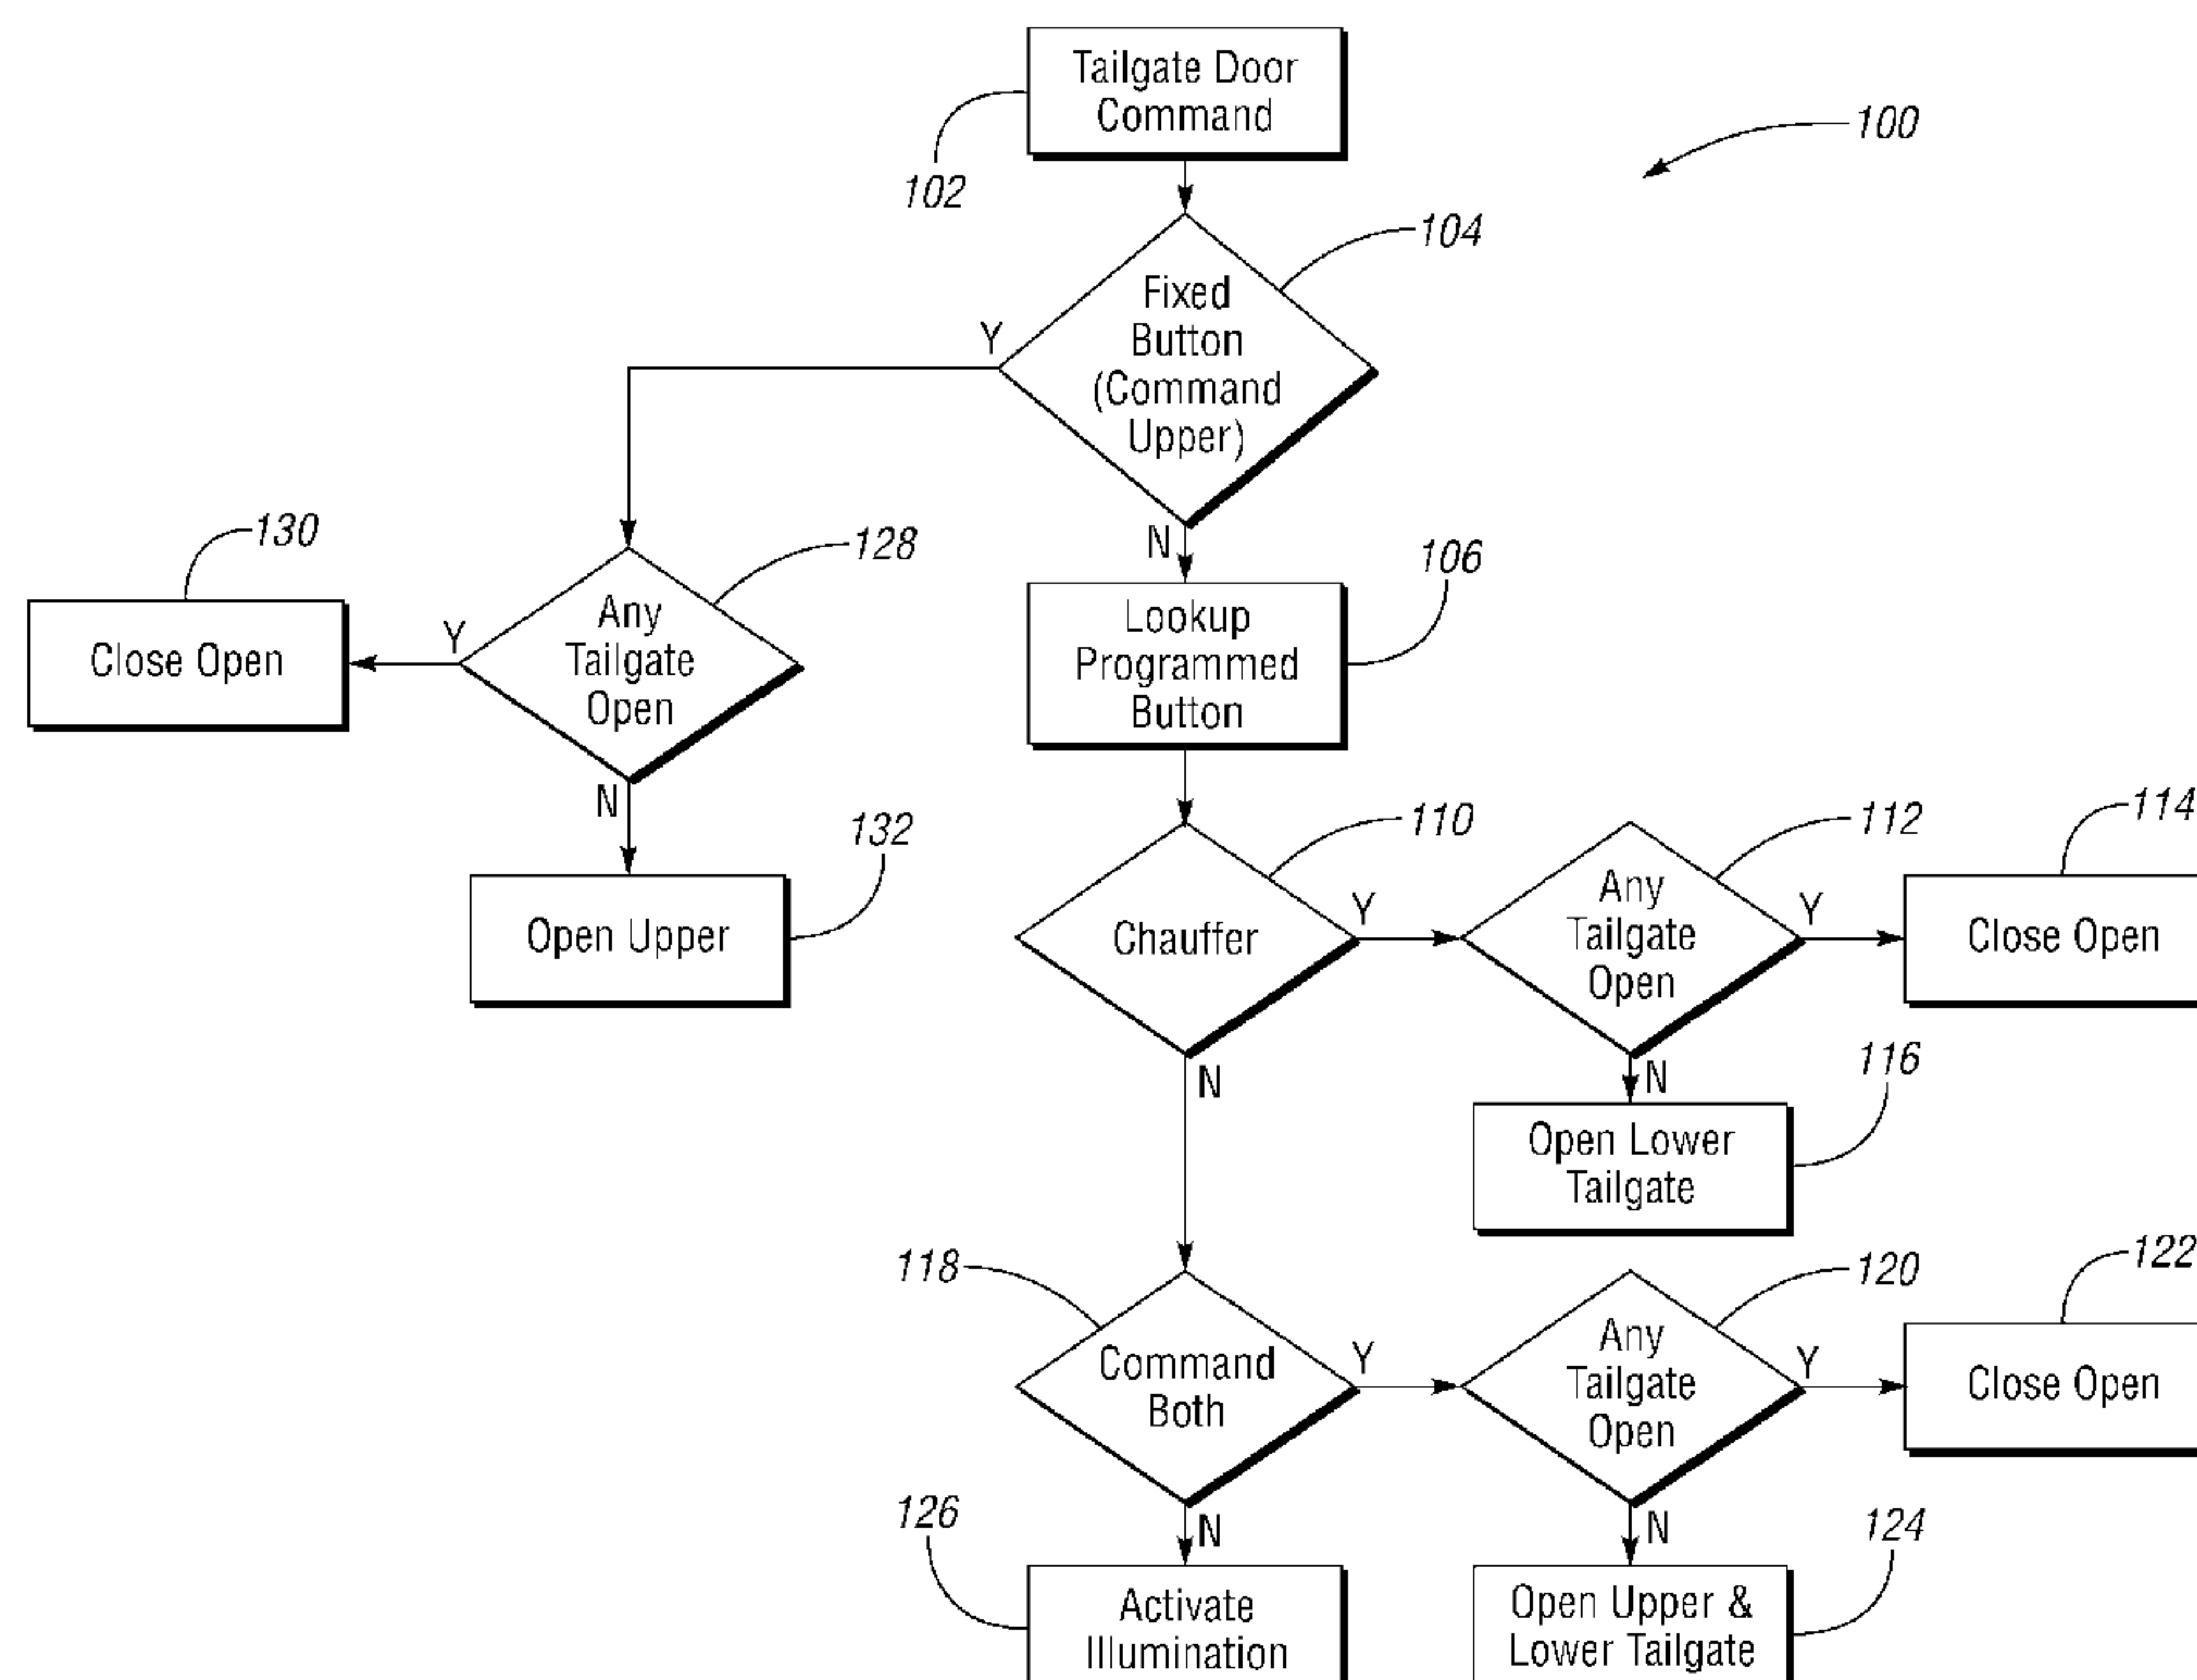 Tailgate Door
Command
100
102
104
Fixed
Button
(Command
Upper)
Y
N
130
128
106
Close Open
Y
Any
Tailgate
Open
Lookup
Programmed
Button
N
132
110
112
114
Open Upper
Chauffer
Y
Any
Tailgate
Open
Y
Close Open
N
N
116
Open Lower
Tailgate
118
120
122
Command
Both
Y
Any
Tailgate
Open
Y
Close Open
126
N
N
124
Activate
Illumination
Open Upper &
Lower Tailgate